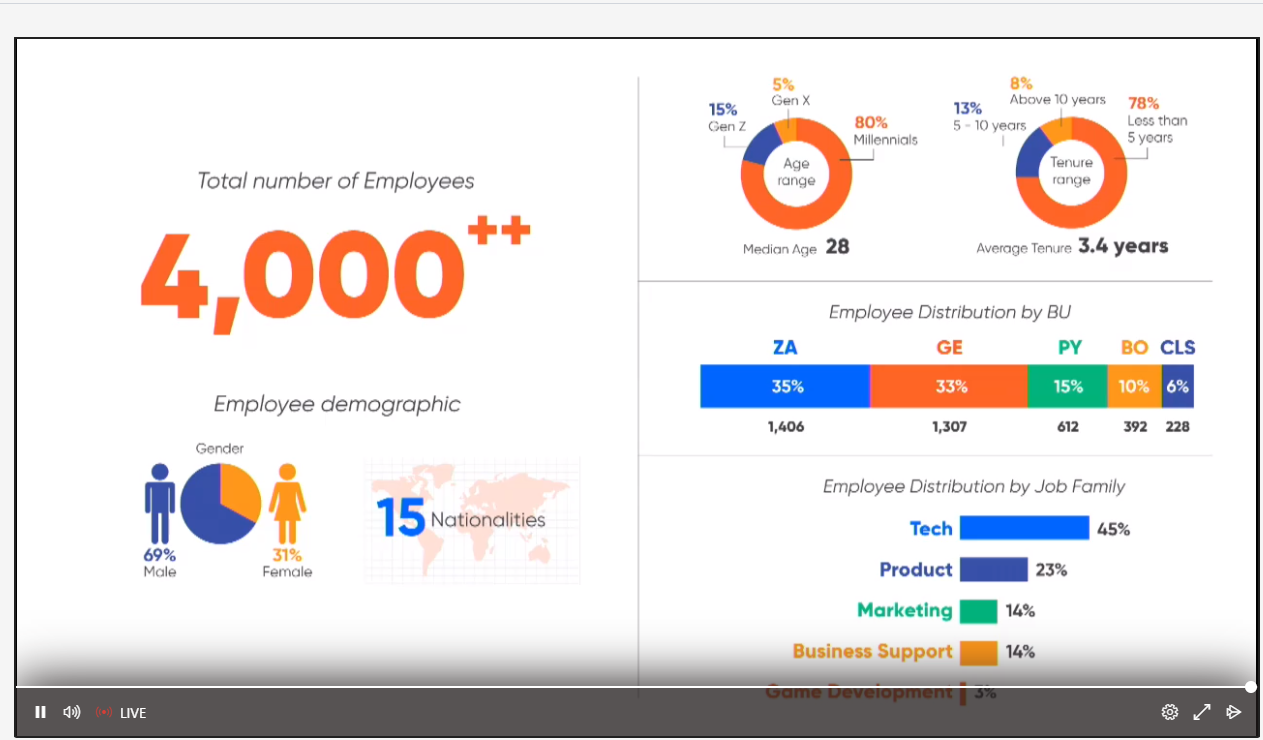 Total number of Employees
4,000++
Employee demographic
Gender
69%
Male
31%
Female
15 Nationalities
5%
Gen X
15%
Gen Z
80%
Millennials
Age
range
Median Age 28
8%
Above 10 years
13%
5 - 10 years
78%
Less than
5 years
Tenure
range
Average Tenure 3.4 years
Employee Distribution by BU
ZA GE PY BO CLS
35% 33% 15% 10% 6%
1,406 1,307 612 392 228
Employee Distribution by Job Family
Tech 45%
Product 23%
Marketing 14%
Business Support 14%
Game Development 3%
LIVE